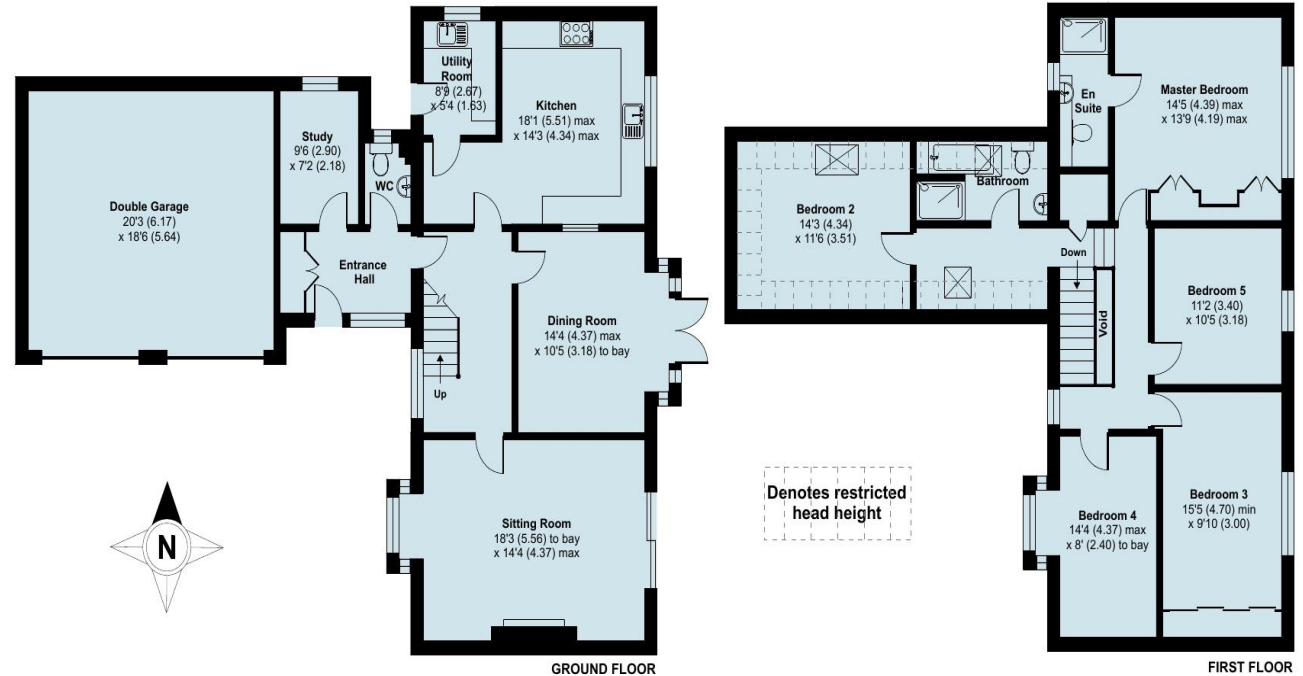 Double Garage
20'3 (6.17)
x 18'6 (5.64)
Study
9'6 (2.90)
x 7'2 (2.18)
WC
Entrance
Hall
Utility
Room
8'9 (2.67)
x 5'4 (1.63)
Kitchen
18'1 (5.51) max
x 14'3 (4.34) max
Dining Room
14'4 (4.37) max
x 10'5 (3.18) to bay
Up
Sitting Room
18'3 (5.56) to bay
x 14'4 (4.37) max
N
GROUND FLOOR
En
Suite
Master Bedroom
14'5 (4.39) max
x 13'9 (4.19) max
Bedroom 2
14'3 (4.34)
x 11'6 (3.51)
Bathroom
Down
Void
Bedroom 5
11'2 (3.40)
x 10'5 (3.18)
Bedroom 3
15'5 (4.70) min
x 9'10 (3.00)
Bedroom 4
14'4 (4.37) max
x 8' (2.40) to bay
Denotes restricted
head height
FIRST FLOOR